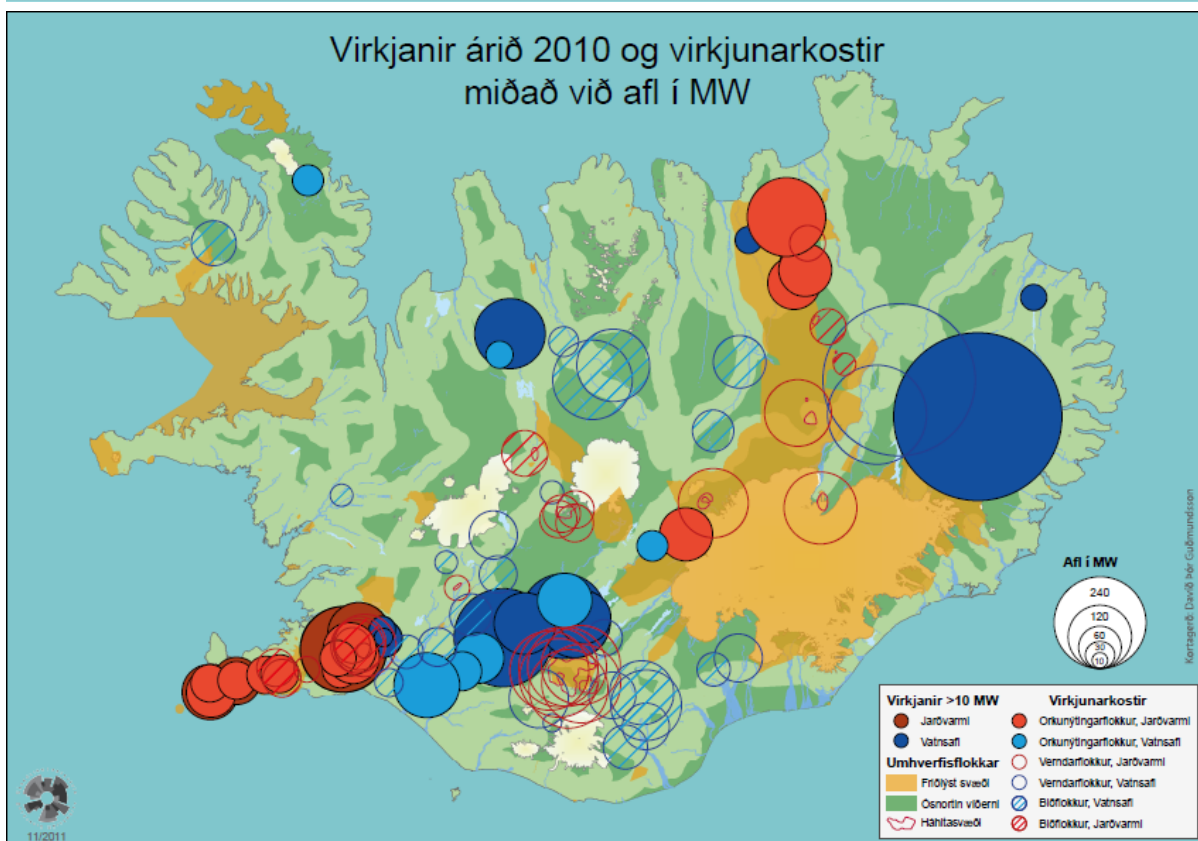 Virkjanir árið 2010 og virkjunarkostir
miðað við afl í MW
Kortagerð: Davíð Þór Guðmundsson
Afl í MW
240
120
60
30
10
Virkjanir >10 MW
Jarðvarmi
Vatnsafl
Umhverfisflokkar
Friðlýst svæði
Ósnortin víðerni
Háhitasvæði
Virkjunarkostir
Orkunýtingarflokkur, Jarðvarmi
Orkunýtingarflokkur, Vatnsafl
Verndarflokkur, Jarðvarmi
Verndarflokkur, Vatnsafl
Biðflokkur, Vatnsafl
Biðflokkur, Jarðvarmi
11/2011